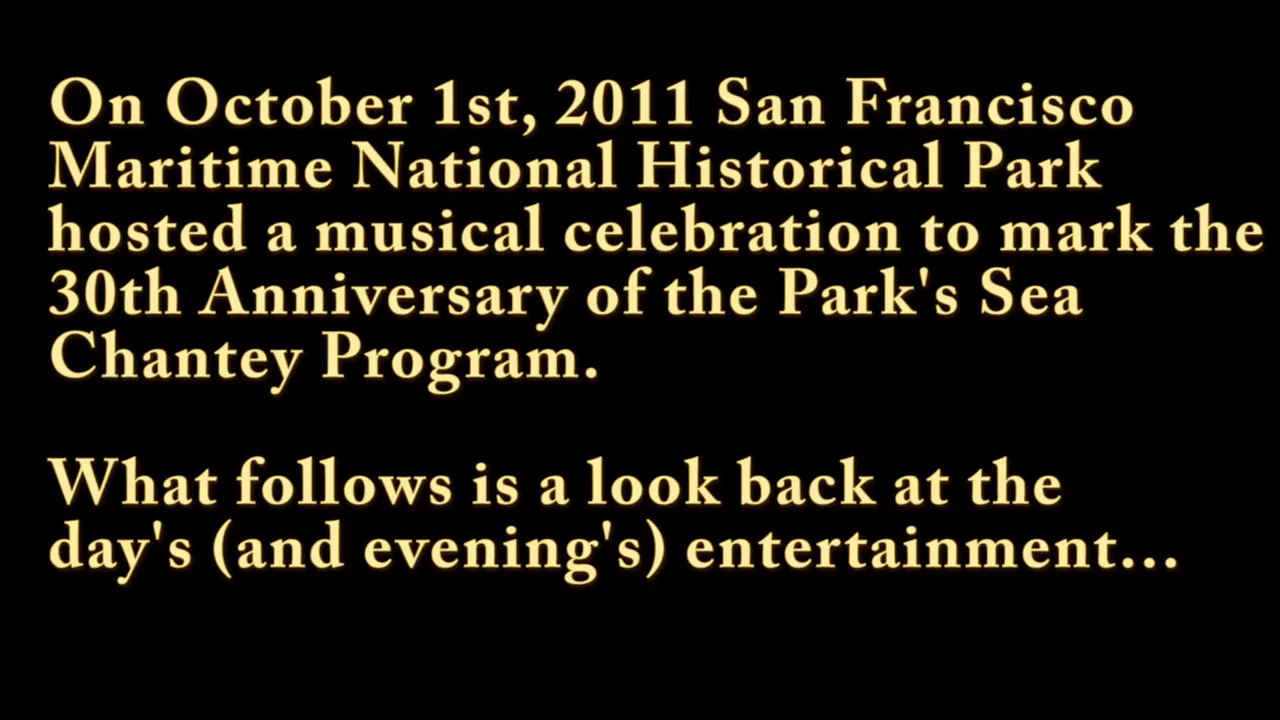 On October 1st, 2011 San Francisco
Maritime National Historical Park
hosted a musical celebration to mark the
30th Anniversary of the Park's Sea
Chantey Program.
What follows is a look back at the
day's (and evening's) entertainment...